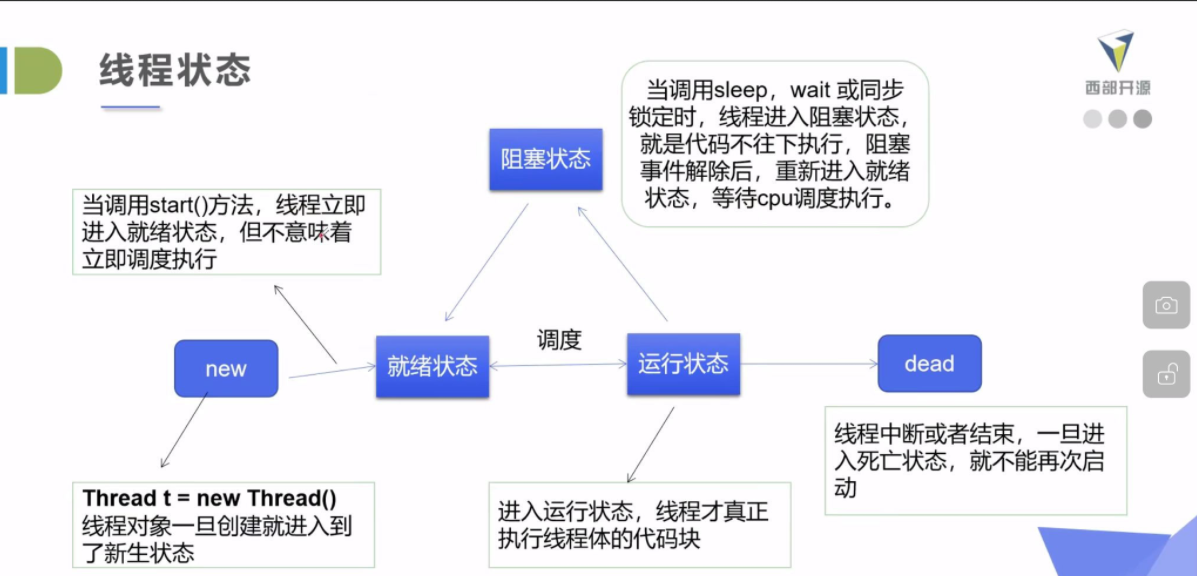 线程状态
西部开源
当调用sleep，wait 或同步
锁定时，线程进入阻塞状态，
就是代码不往下执行，阻塞
事件解除后，重新进入就绪
状态，等待cpu调度执行。
阻塞状态
当调用start()方法，线程立即
进入就绪状态，但不意味着
立即调度执行
new
就绪状态
调度
运行状态
dead
线程中断或者结束，一旦进
入死亡状态，就不能再次启
动
Thread t = new Thread()
线程对象一旦创建就进入到
了新生状态
进入运行状态，线程才真正
执行线程体的代码块